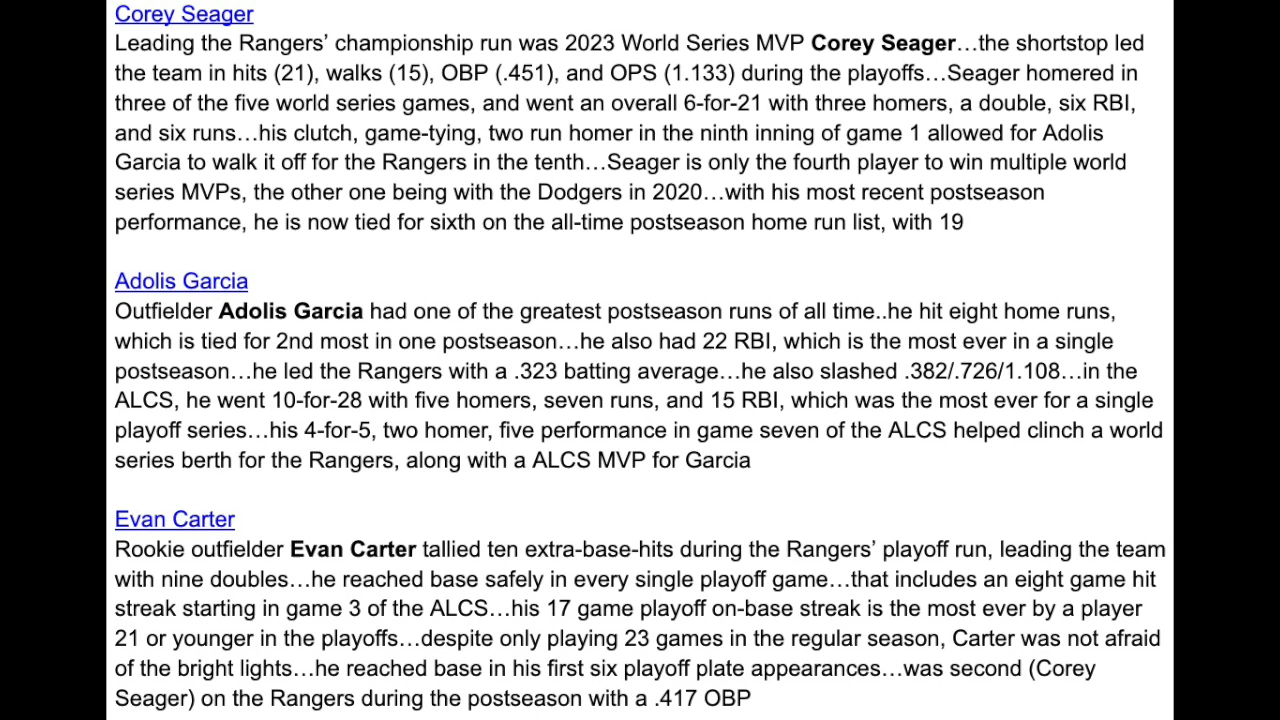 Corey Seager
Leading the Rangers’ championship run was 2023 World Series MVP Corey Seager…the shortstop led
the team in hits (21), walks (15), OBP (.451), and OPS (1.133) during the playoffs…Seager homered in
three of the five world series games, and went an overall 6-for-21 with three homers, a double, six RBI,
and six runs…his clutch, game-tying, two run homer in the ninth inning of game 1 allowed for Adolis
Garcia to walk it off for the Rangers in the tenth…Seager is only the fourth player to win multiple world
series MVPs, the other one being with the Dodgers in 2020…with his most recent postseason
performance, he is now tied for sixth on the all-time postseason home run list, with 19
Adolis Garcia
Outfielder Adolis Garcia had one of the greatest postseason runs of all time..he hit eight home runs,
which is tied for 2nd most in one postseason…he also had 22 RBI, which is the most ever in a single
postseason…he led the Rangers with a .323 batting average…he also slashed .382/.726/1.108…in the
ALCS, he went 10-for-28 with five homers, seven runs, and 15 RBI, which was the most ever for a single
playoff series…his 4-for-5, two homer, five performance in game seven of the ALCS helped clinch a world
series berth for the Rangers, along with a ALCS MVP for Garcia
Evan Carter
Rookie outfielder Evan Carter tallied ten extra-base-hits during the Rangers’ playoff run, leading the team
with nine doubles…he reached base safely in every single playoff game…that includes an eight game hit
streak starting in game 3 of the ALCS…his 17 game playoff on-base streak is the most ever by a player
21 or younger in the playoffs…despite only playing 23 games in the regular season, Carter was not afraid
of the bright lights…he reached base in his first six playoff plate appearances…was second (Corey
Seager) on the Rangers during the postseason with a .417 OBP